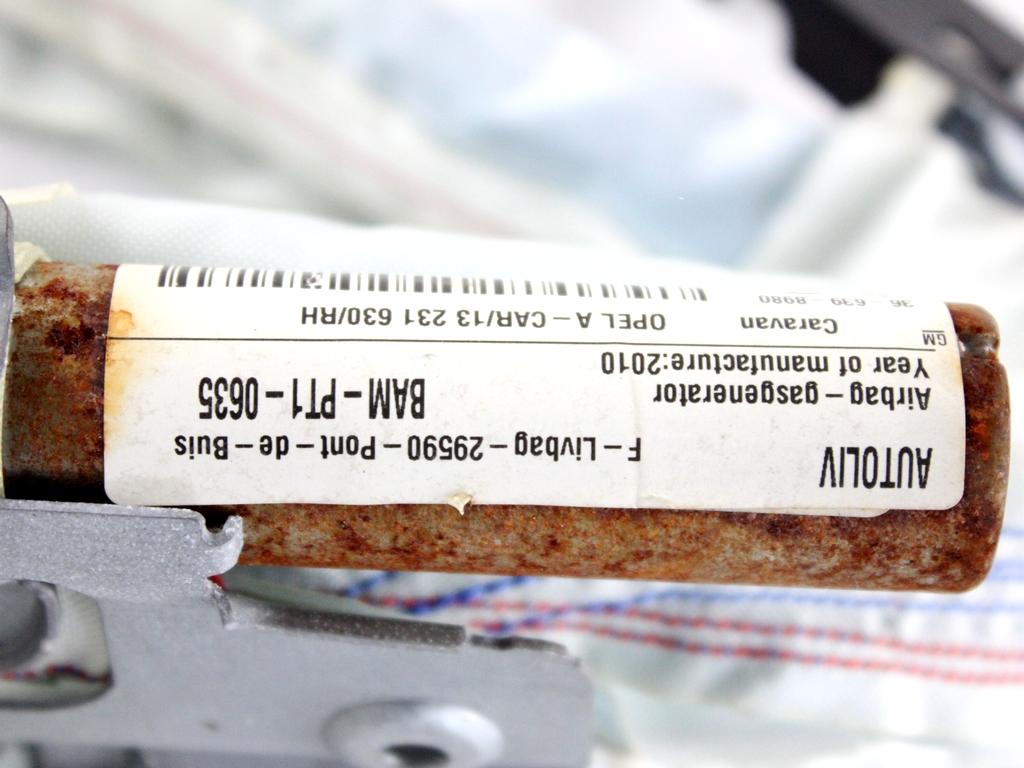 AUTOLIV F – Livbag – 29590 – Pont – de – Buis
Airbag – gasgenerator BAM – PT1 – 0635
Year of manufacture:2010
GM Caravan OPEL A – CAR/13 231 630/RH
36 – 639 – 8980